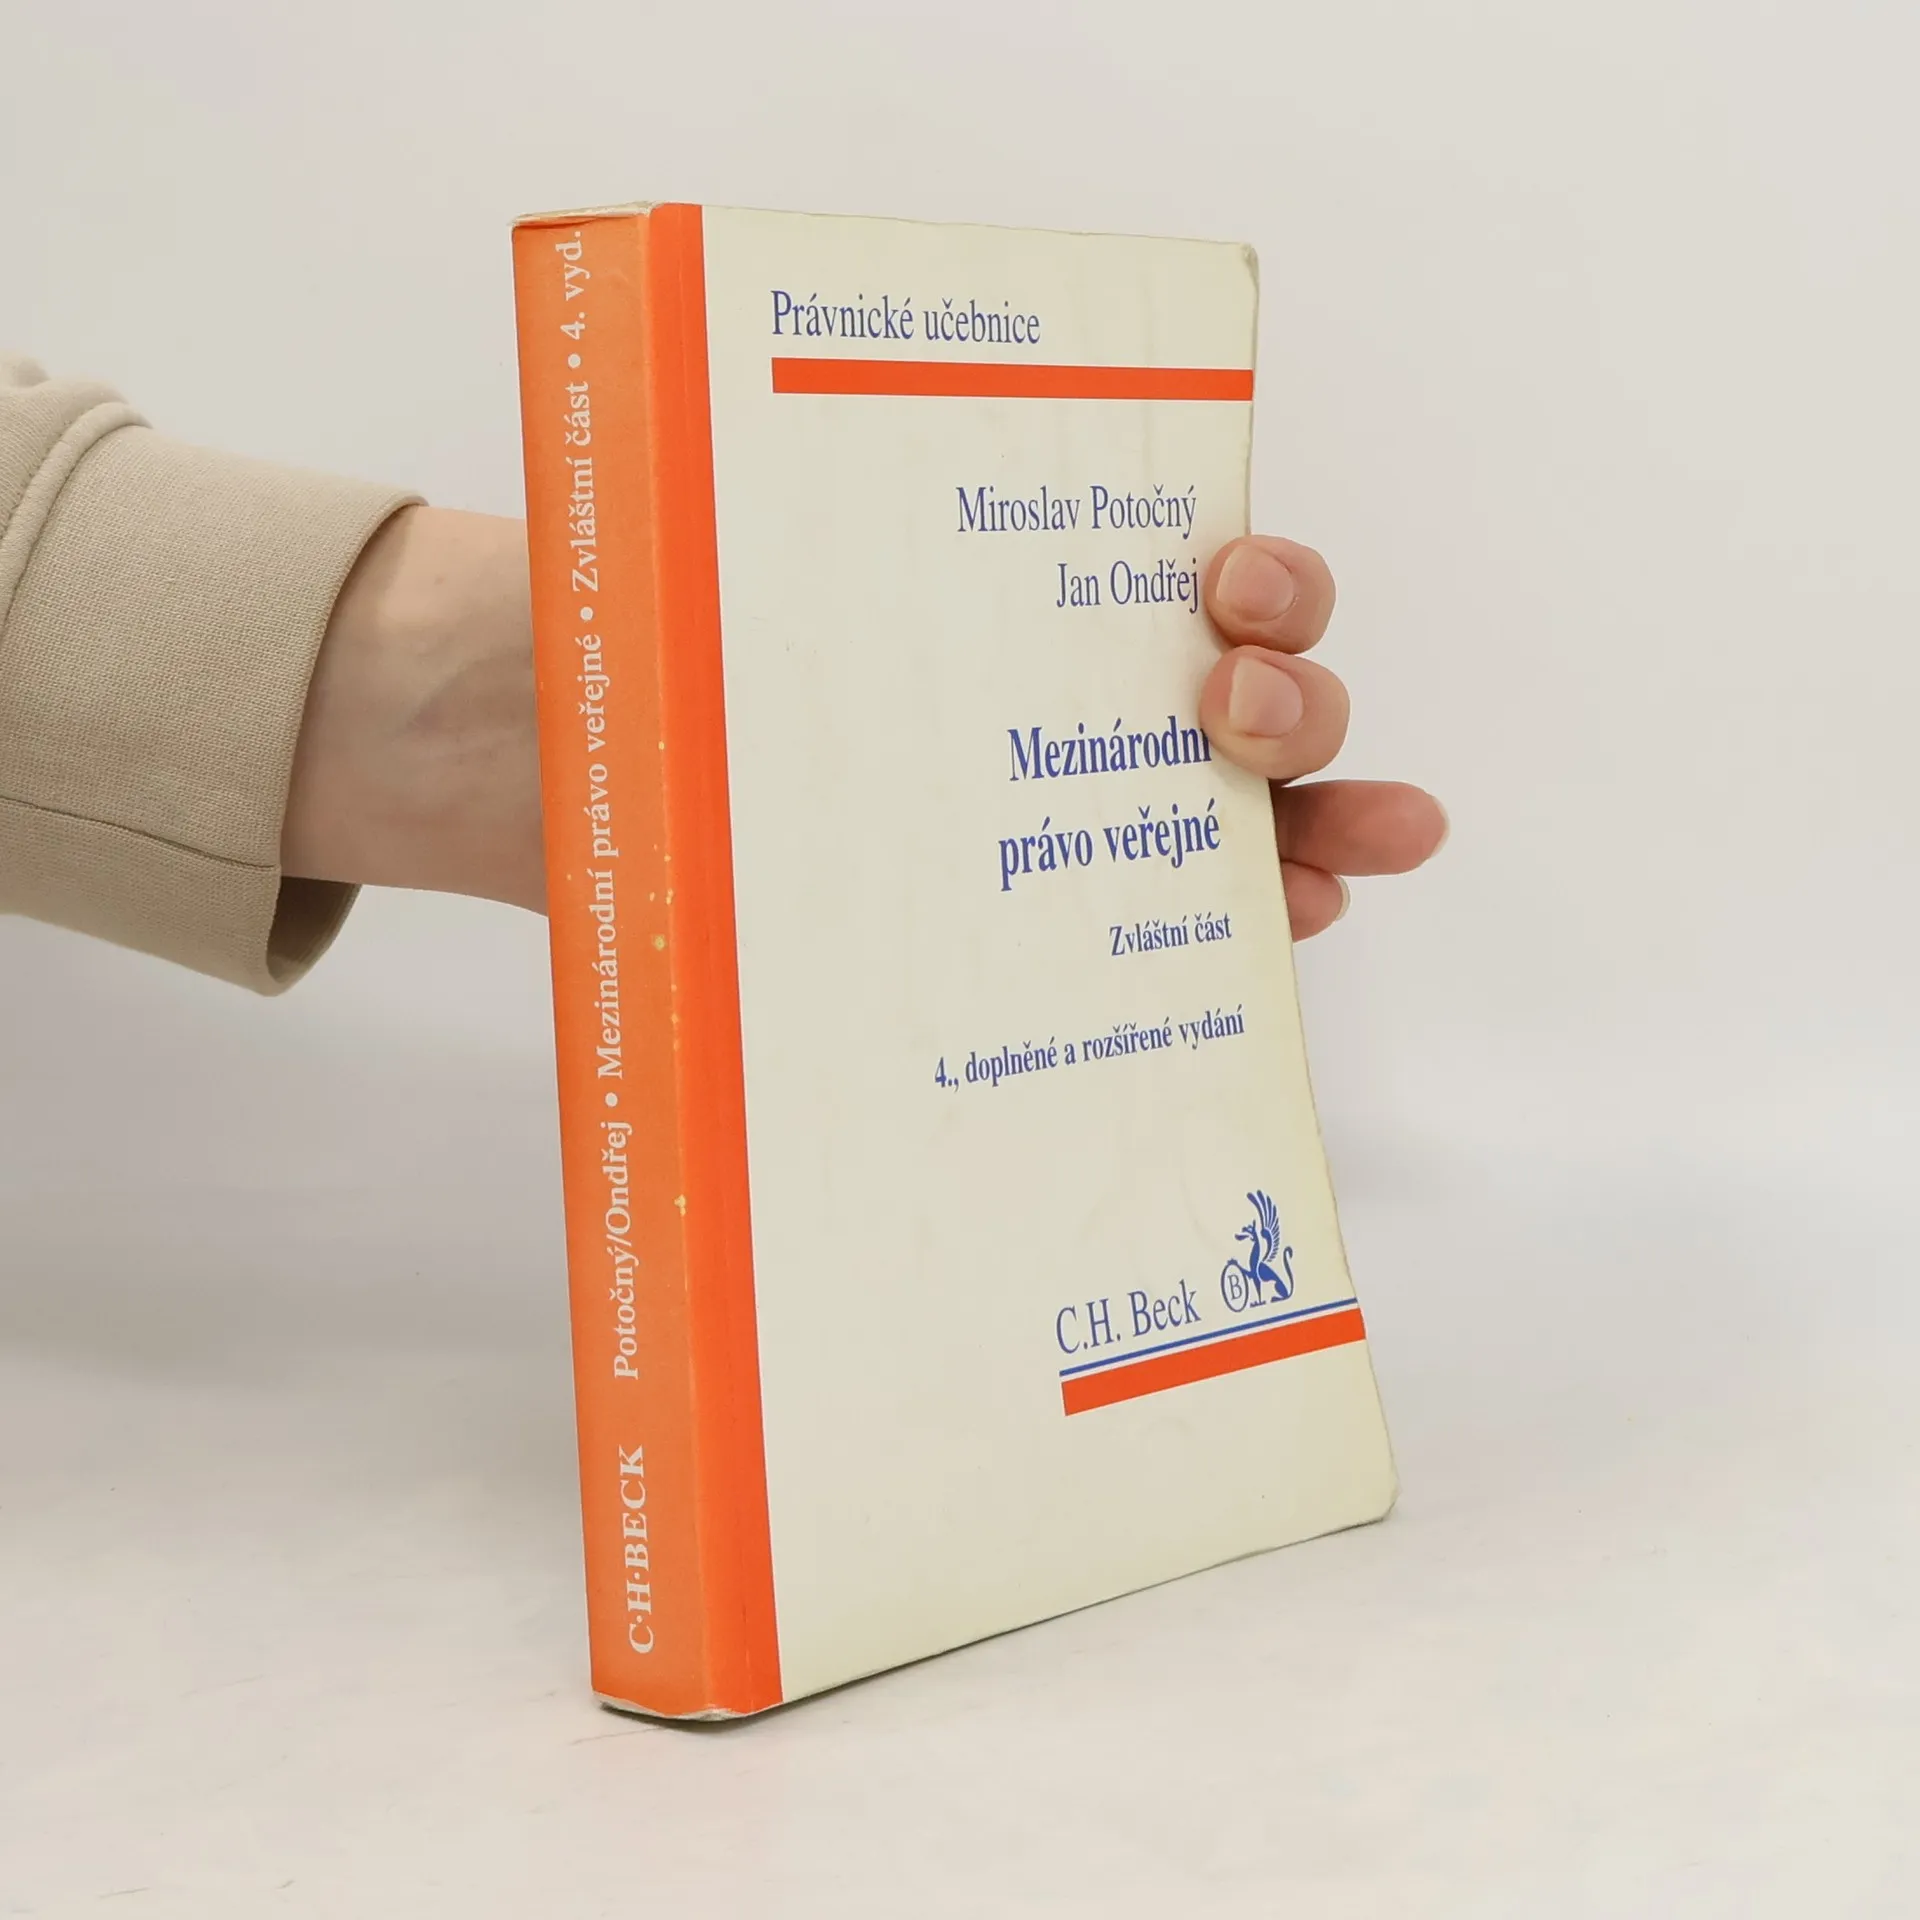 Právnické učebnice
Miroslav Potočný
Jan Ondřej
Mezinárodní
právo veřejné
Zvláštní část
4., doplněné a rozšířené vydání
C.H. Beck
B
C·H·BECK Potočný/Ondřej • Mezinárodní právo veřejné • Zvláštní část • 4. vyd.